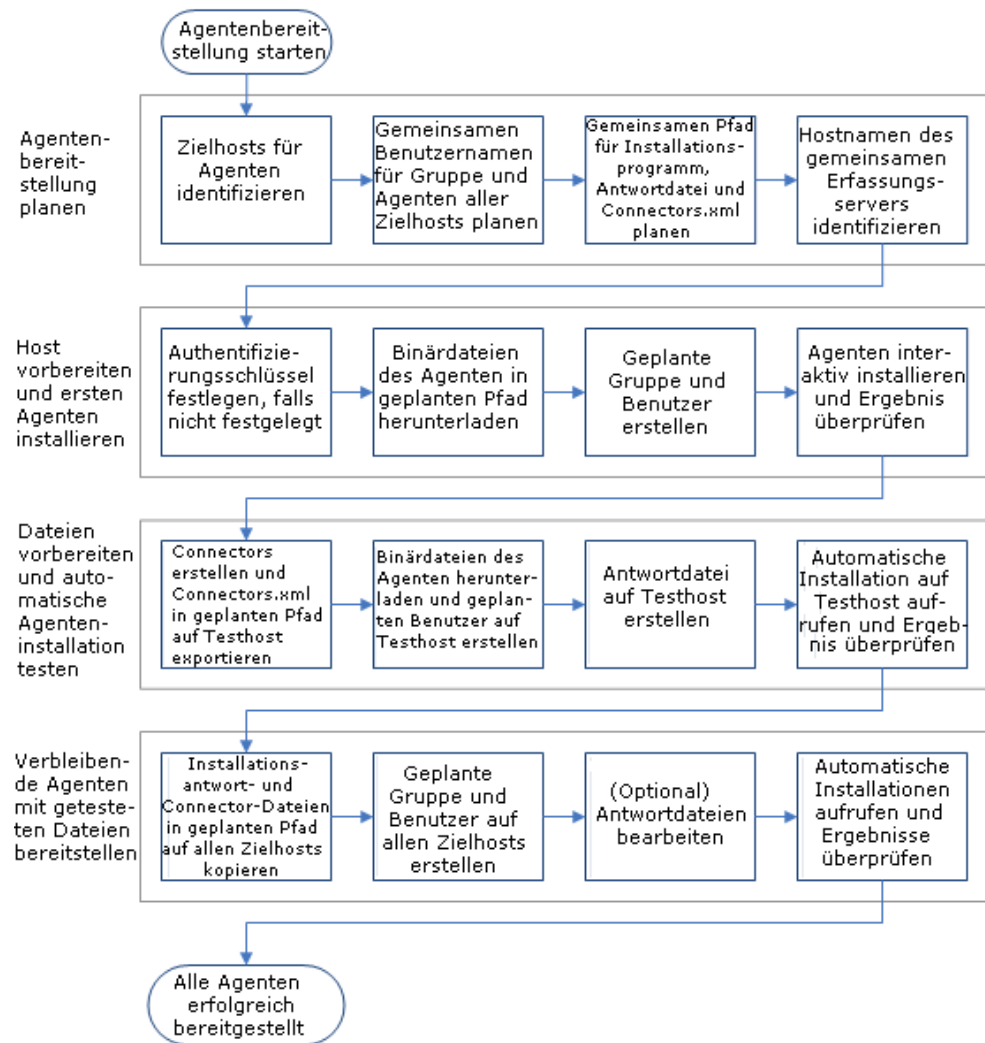 Agentenbereit-
stellung starten
Agenten-
bereit-
stellung
planen
Zielhosts für
Agenten
identifizieren
Gemeinsamen
Benutzernamen
für Gruppe und
Agenten aller
Zielhosts planen
Gemeinsamen Pfad
für Installations-
programm,
Antwortdatei und
Connectors.xml
planen
Hostnamen des
gemeinsamen
Erfassungs-
servers
identifizieren
Host
vorbereiten
und ersten
Agenten
installieren
Authentifizie-
rungsschlüssel
festlegen, falls
nicht festgelegt
Binärdateien
des Agenten in
geplanten Pfad
herunterladen
Geplante
Gruppe und
Benutzer
erstellen
Agenten inter-
aktiv installieren
und Ergebnis
überprüfen
Dateien
vorbereiten
und auto-
matische
Agenten-
installation
testen
Connectors
erstellen und
Connectors.xml
in geplanten Pfad
auf Testhost
exportieren
Binärdateien des
Agenten herunter-
laden und geplan-
ten Benutzer auf
Testhost erstellen
Antwortdatei
auf Testhost
erstellen
Automatische
Installation auf
Testhost auf-
rufen und Ergeb-
nis überprüfen
Verbleiben-
de Agenten
mit geteste-
ten Dateien
bereitstellen
Installations-
antwort- und
Connector-Dateien
in geplanten Pfad
auf allen Zielhosts
kopieren
Geplante
Gruppe und
Benutzer auf
allen Zielhosts
erstellen
(Optional)
Antwortdateien
bearbeiten
Automatische
Installationen
aufrufen und
Ergebnisse
überprüfen
Alle Agenten
erfolgreich
bereitgestellt